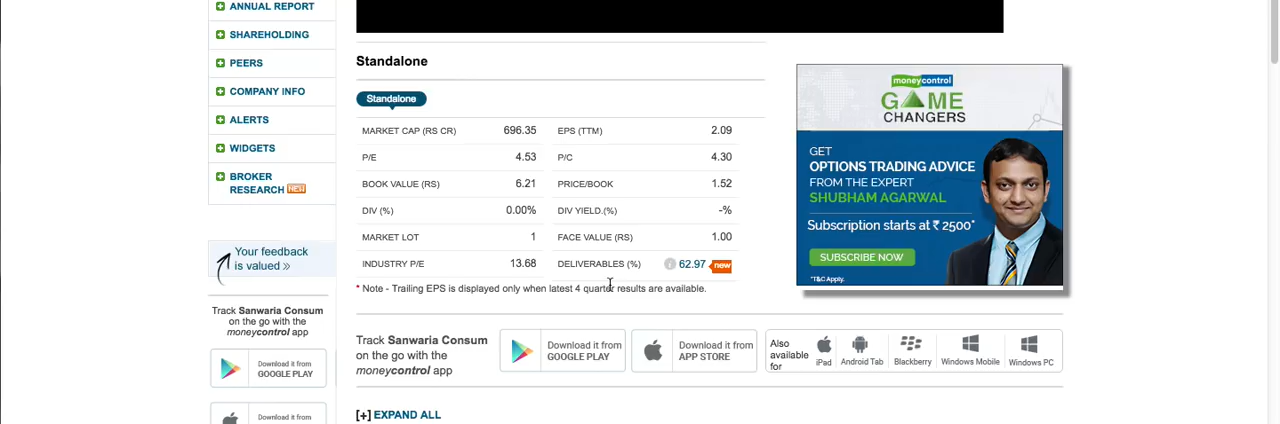 ANNUAL REPORT
SHAREHOLDING
PEERS
COMPANY INFO
ALERTS
WIDGETS
BROKER
RESEARCH NEW
Your feedback
is valued »
Track Sanwaria Consum
on the go with the
moneycontrol app
Download it from
GOOGLE PLAY
Download it from
Standalone
Standalone
MARKET CAP (RS CR) 696.35 EPS (TTM) 2.09
P/E 4.53 P/C 4.30
BOOK VALUE (RS) 6.21 PRICE/BOOK 1.52
DIV (%) 0.00% DIV YIELD.(%) -%
MARKET LOT 1 FACE VALUE (RS) 1.00
INDUSTRY P/E 13.68 DELIVERABLES (%) i 62.97 new
* Note - Trailing EPS is displayed only when latest 4 quarter results are available.
Track Sanwaria Consum
on the go with the
moneycontrol app
Download it from
GOOGLE PLAY
Download it from
APP STORE
Also
available
for
iPad
Android Tab
Blackberry
Windows Mobile
Windows PC
[+] EXPAND ALL
moneycontrol
GAME
CHANGERS
GET
OPTIONS TRADING ADVICE
FROM THE EXPERT
SHUBHAM AGARWAL
Subscription starts at ₹ 2500*
SUBSCRIBE NOW
*T&C Apply.